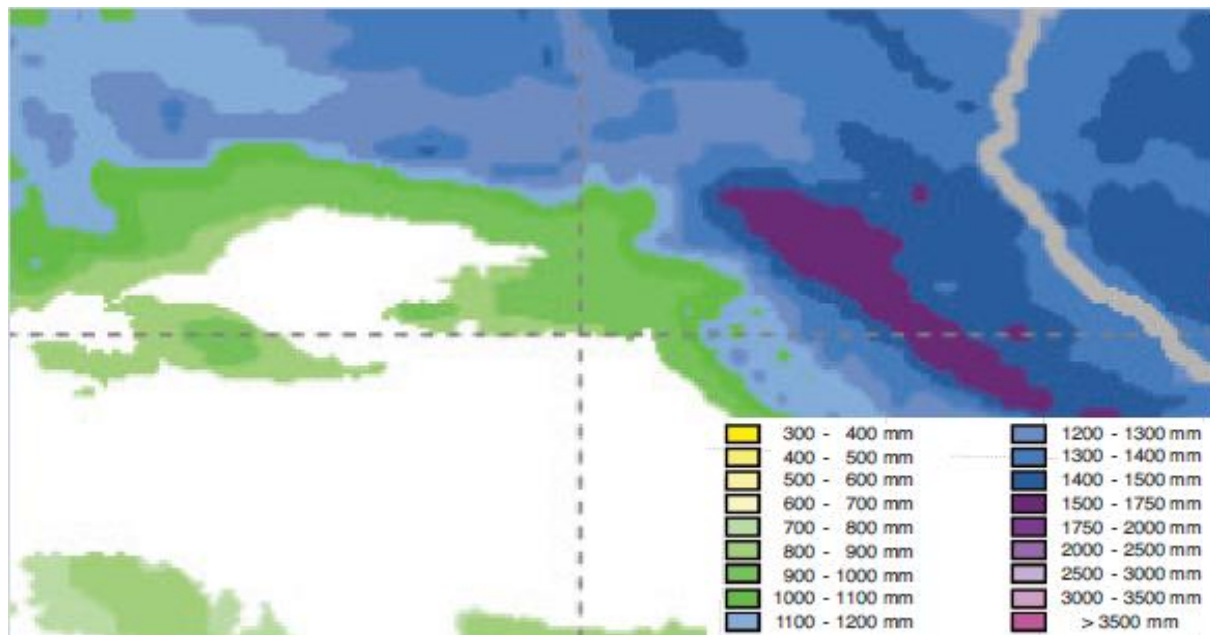 300 - 400 mm
400 - 500 mm
500 - 600 mm
600 - 700 mm
700 - 800 mm
800 - 900 mm
900 - 1000 mm
1000 - 1100 mm
1100 - 1200 mm
1200 - 1300 mm
1300 - 1400 mm
1400 - 1500 mm
1500 - 1750 mm
1750 - 2000 mm
2000 - 2500 mm
2500 - 3000 mm
3000 - 3500 mm
> 3500 mm